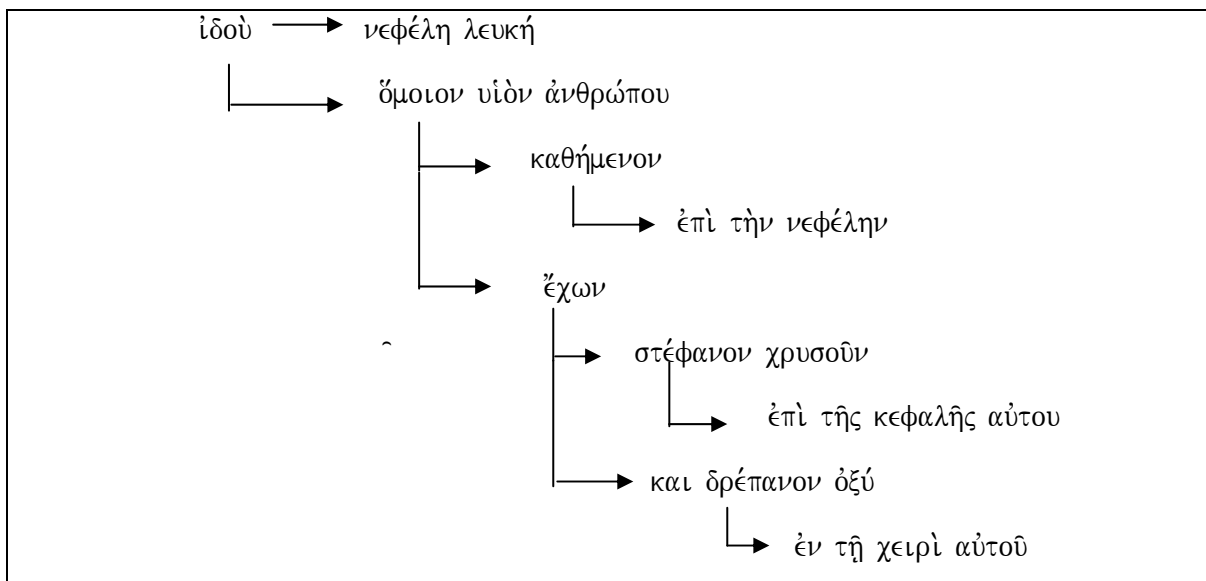 ἰδοὺ νεφέλη λευκή
ὅμοιον υἱὸν ἀνθρώπου
καθήμενον
ἐπὶ τὴν νεφέλην
ἔχων
στέφανον χρυσοῦν
ἐπὶ τῆς κεφαλῆς αὐτου
και δρέπανον ὀξύ
ἐν τῇ χειρὶ αὐτοῦ